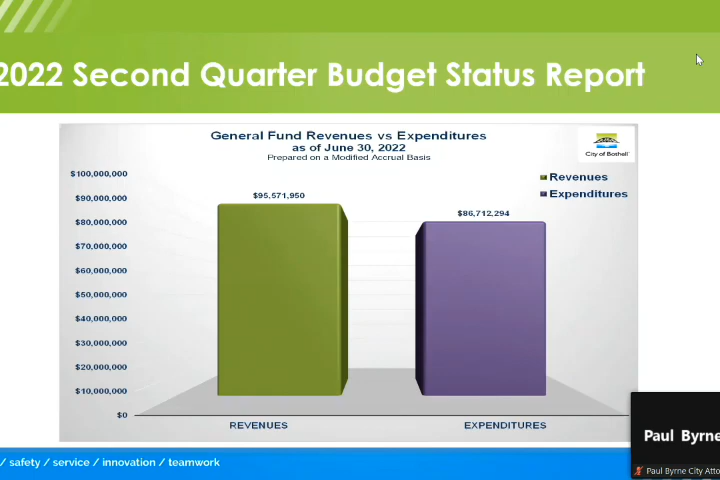 2022 Second Quarter Budget Status Report
General Fund Revenues vs Expenditures
as of June 30, 2022
Prepared on a Modified Accrual Basis
City of Bothell
$100,000,000
$90,000,000
$80,000,000
$70,000,000
$60,000,000
$50,000,000
$40,000,000
$30,000,000
$20,000,000
$10,000,000
$0
$95,571,950
$86,712,294
Revenues
Expenditures
REVENUES
EXPENDITURES
/ safety / service / innovation / teamwork
Paul Byrne
Paul Byrne City Atto